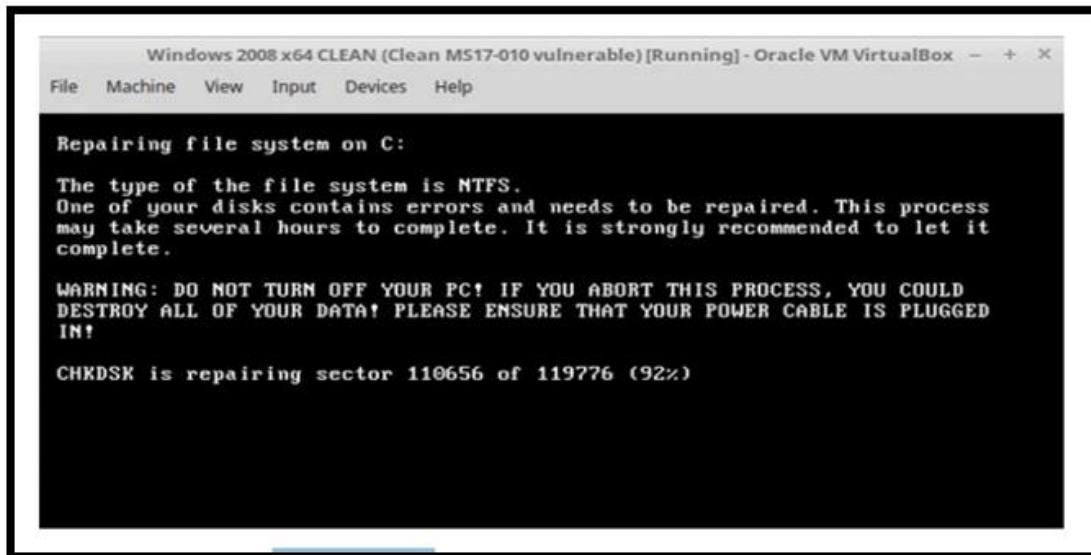 Windows 2008 x64 CLEAN (Clean MS17-010 vulnerable) [Running] - Oracle VM VirtualBox
File Machine View Input Devices Help
Repairing file system on C:
The type of the file system is NTFS.
One of your disks contains errors and needs to be repaired. This process
may take several hours to complete. It is strongly recommended to let it
complete.
WARNING: DO NOT TURN OFF YOUR PC! IF YOU ABORT THIS PROCESS, YOU COULD
DESTROY ALL OF YOUR DATA! PLEASE ENSURE THAT YOUR POWER CABLE IS PLUGGED
IN!
CHKDSK is repairing sector 110656 of 119776 (92%)